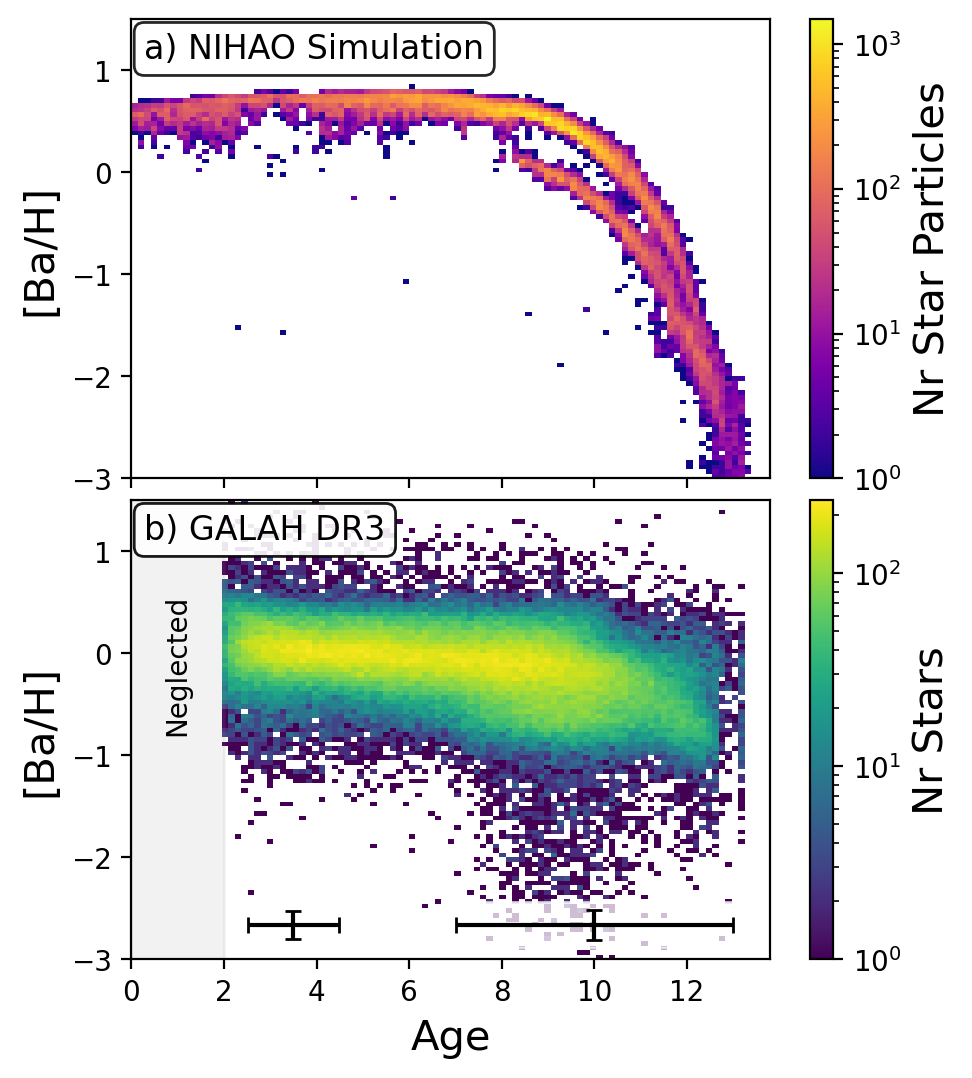 a) NIHAO Simulation
1
0
−1
−2
−3
[Ba/H]
10³
10²
10¹
10⁰
Nr Star Particles
b) GALAH DR3
Neglected
1
0
−1
−2
−3
[Ba/H]
0 2 4 6 8 10 12
Age
10²
10¹
10⁰
Nr Stars